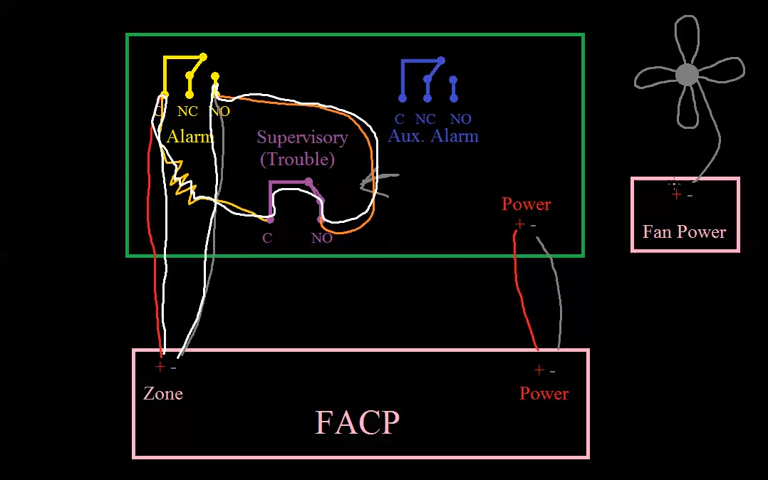 NC NO
Alarm
Supervisory
(Trouble)
C NO
C NC NO
Aux. Alarm
Power
+ -
+ -
Fan Power
+ -
Zone
+ -
Power
FACP